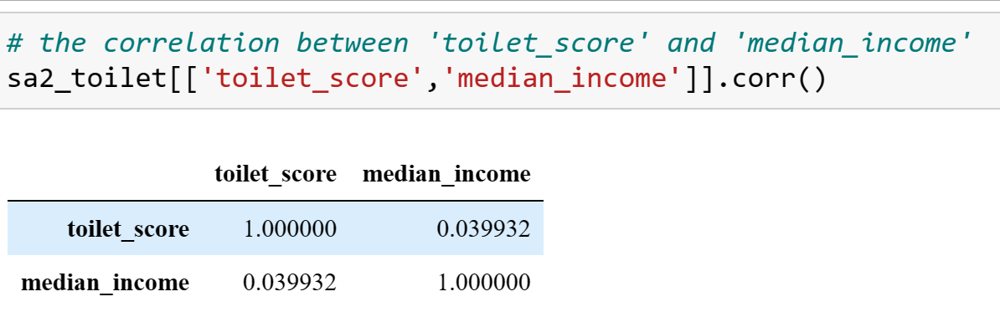 # the correlation between 'toilet_score' and 'median_income'
sa2_toilet[['toilet_score','median_income']].corr()
toilet_score median_income
toilet_score 1.000000 0.039932
median_income 0.039932 1.000000